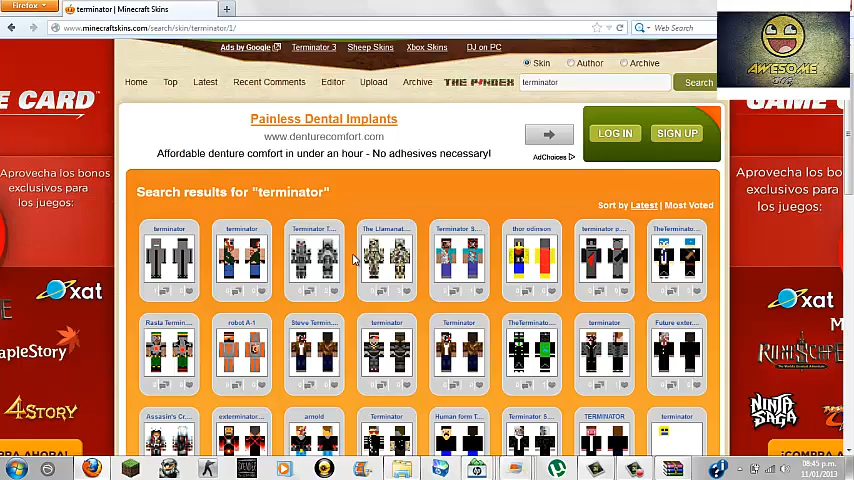 Firefox
terminator | Minecraft Skins
www.minecraftskins.com/search/skin/terminator/1/
Web Search
AWESOME
Ads by Google
Terminator 3
Sheep Skins
Xbox Skins
DJ on PC
Skin
Author
Archive
Home
Top
Latest
Recent Comments
Editor
Upload
Archive
THE PINDEX
terminator
Search
E CARD™
GAME C
Painless Dental Implants
www.denturecomfort.com
Affordable denture comfort in under an hour - No adhesives necessary!
AdChoices
LOG IN
SIGN UP
Aprovecha los bonos
exclusivos para
los juegos:
Aprovecha los bonos
exclusivos para
los juegos:
Search results for "terminator"
Sort by Latest | Most Voted
terminator
terminator
Terminator T....
The Llamanat...
Terminator S....
thor odinson
terminator p....
TheTerminato...
xat
xat
Rasta Termin....
robot A-1
Steve Termin....
terminator
Terminator
TheTerminato...
terminator
Future exter....
apleStory
RUNESCAPE
4STORY
NINJA
SAGA
Assasin's Cr....
exterminator....
arnold
Terminator
Human form T....
Terminator S....
TERMINATOR
terminator
PRA AHORA!
¡COMPRA A
08:45 p.m.
11/01/2013